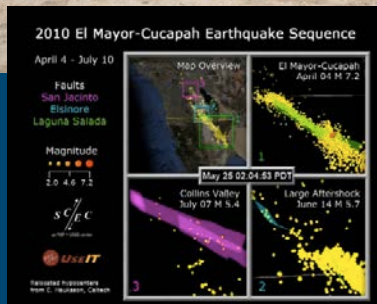 2010 El Mayor-Cucapah Earthquake Sequence
April 4 - July 10
Faults
San Jacinto
Elsinore
Laguna Salada
Magnitude
2.0 4.6 7.2
SCEC
USEIT
Relocated hypocenters
from C. Hauksson, Caltech
Map Overview
El Mayor-Cucapah
April 04 M 7.2
1
May 25 02:04:53 PDT
Collins Valley
July 07 M 5.4
3
Large Aftershock
June 14 M 5.7
2